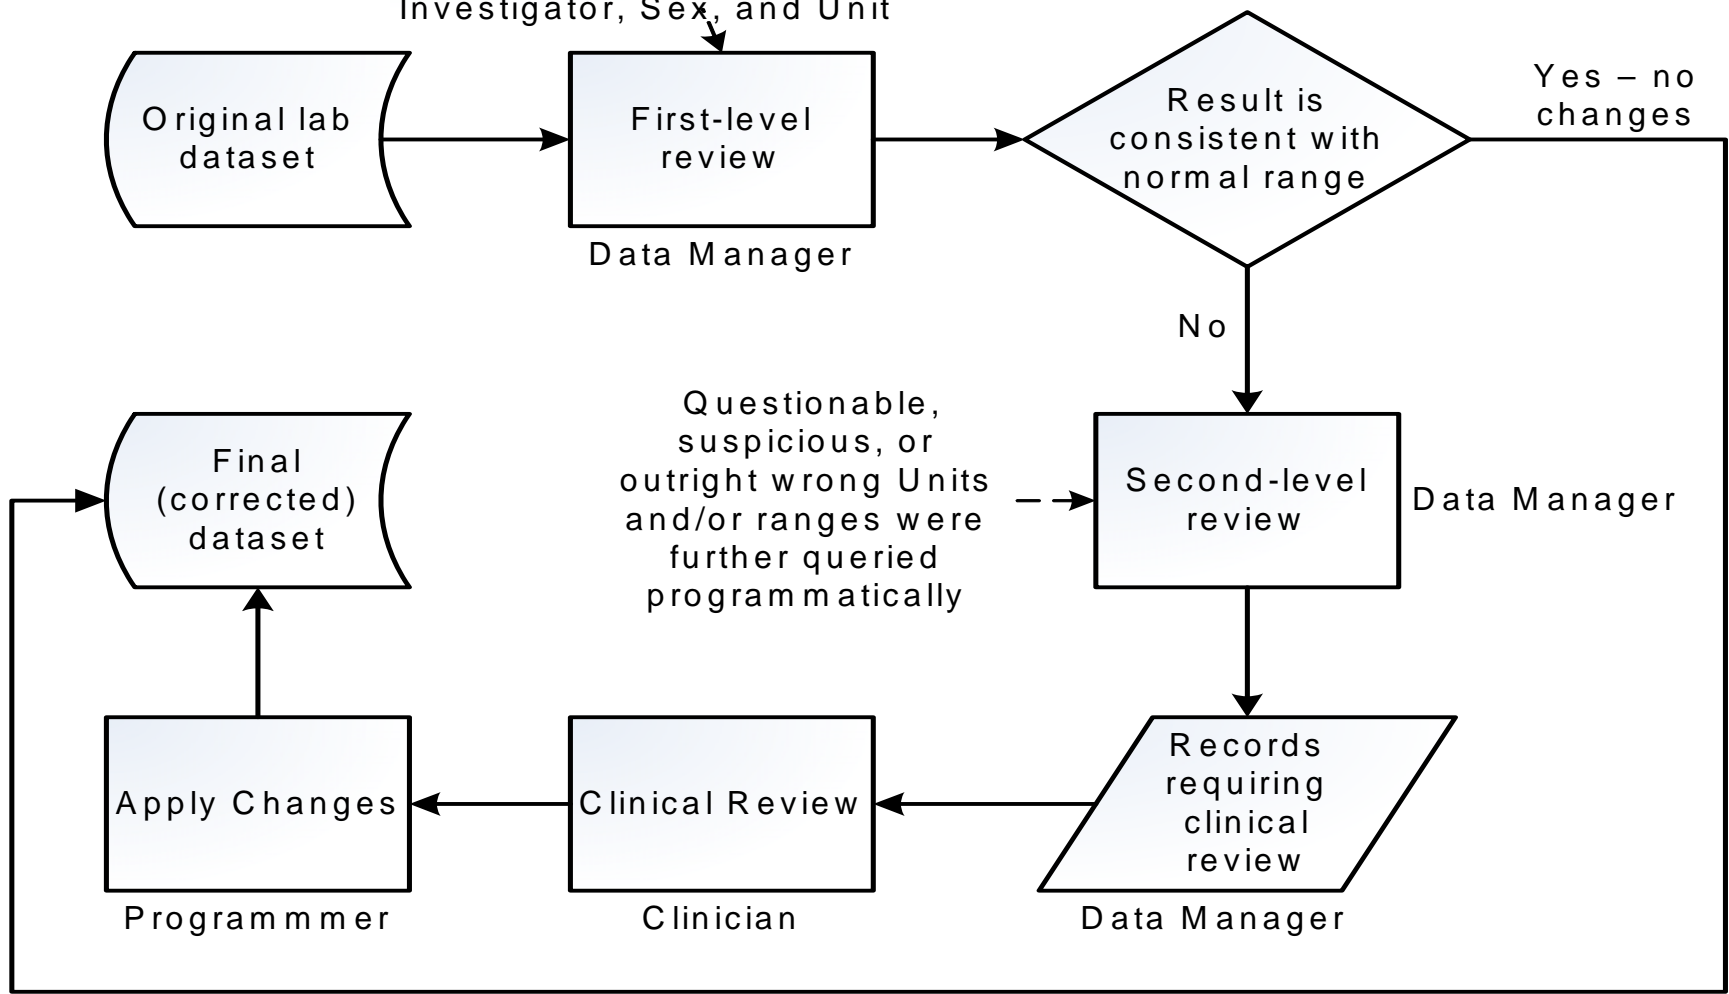 Investigator, Sex, and Unit
Original lab
dataset
First-level
review
Data Manager
Result is
consistent with
normal range
Yes – no
changes
No
Questionable,
suspicious, or
outright wrong Units
and/or ranges were
further queried
programmatically
Second-level
review
Data Manager
Final
(corrected)
dataset
Records
requiring
clinical
review
Data Manager
Clinical Review
Clinician
Apply Changes
Programmmer